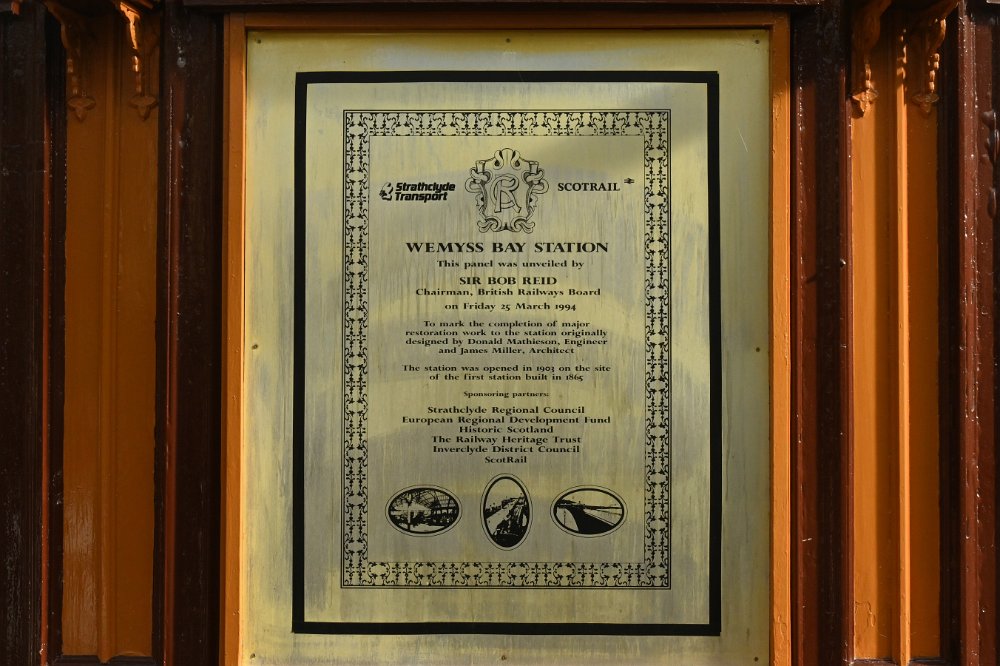 Strathclyde
Transport
CR
SCOTRAIL
WEMYSS BAY STATION
This panel was unveiled by
SIR BOB REID
Chairman, British Railways Board
on Friday 25 March 1994
To mark the completion of major
restoration work to the station originally
designed by Donald Mathieson, Engineer
and James Miller, Architect
The station was opened in 1903 on the site
of the first station built in 1865
Sponsoring partners:
Strathclyde Regional Council
European Regional Development Fund
Historic Scotland
The Railway Heritage Trust
Inverclyde District Council
ScotRail